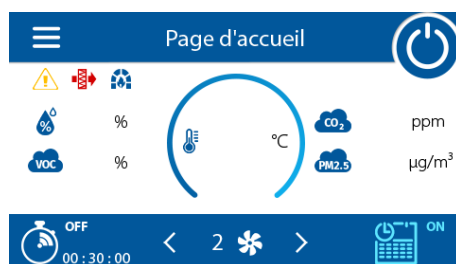 Page d'accueil
% CO2 ppm
°C
VOC % PM2.5 µg/m³
OFF 2 ON
00 : 30 : 00